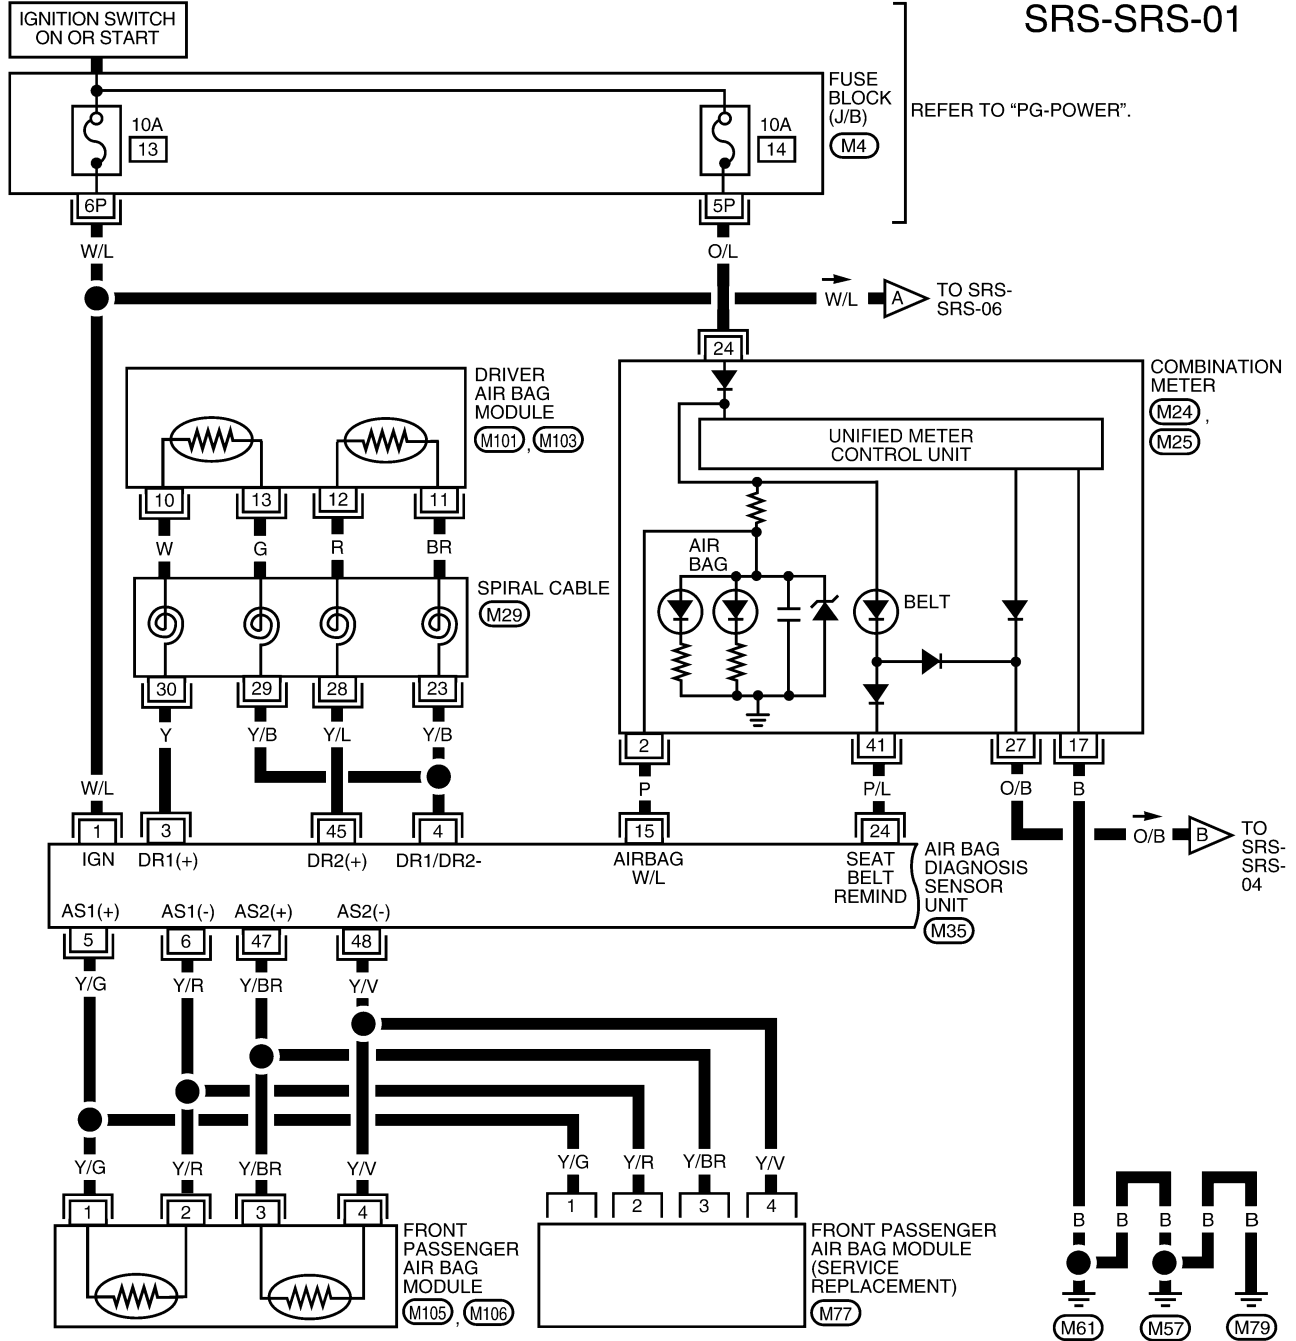 SRS-SRS-01
IGNITION SWITCH
ON OR START
10A
13
10A
14
FUSE
BLOCK
(J/B)
M4
REFER TO “PG-POWER”.
6P
5P
W/L
O/L
W/L
A
TO SRS-
SRS-06
24
DRIVER
AIR BAG
MODULE
M101 , M103
COMBINATION
METER
M24 ,
M25
UNIFIED METER
CONTROL UNIT
10 13 12 11
W G R BR
AIR
BAG
BELT
SPIRAL CABLE
M29
30 29 28 23
Y Y/B Y/L Y/B
2 41 27 17
W/L
P P/L O/B B
1 3 45 4 15 24
O/B
B
TO
SRS-
SRS-
04
IGN DR1(+) DR2(+) DR1/DR2-
AIRBAG
W/L
SEAT
BELT
REMIND
AIR BAG
DIAGNOSIS
SENSOR
UNIT
M35
AS1(+) AS1(-) AS2(+) AS2(-)
5 6 47 48
Y/G Y/R Y/BR Y/V
Y/G Y/R Y/BR Y/V
Y/G Y/R Y/BR Y/V
1 2 3 4
1 2 3 4
FRONT
PASSENGER
AIR BAG
MODULE
M105 , M106
FRONT PASSENGER
AIR BAG MODULE
(SERVICE
REPLACEMENT)
M77
B B B B B
M61 M57 M79